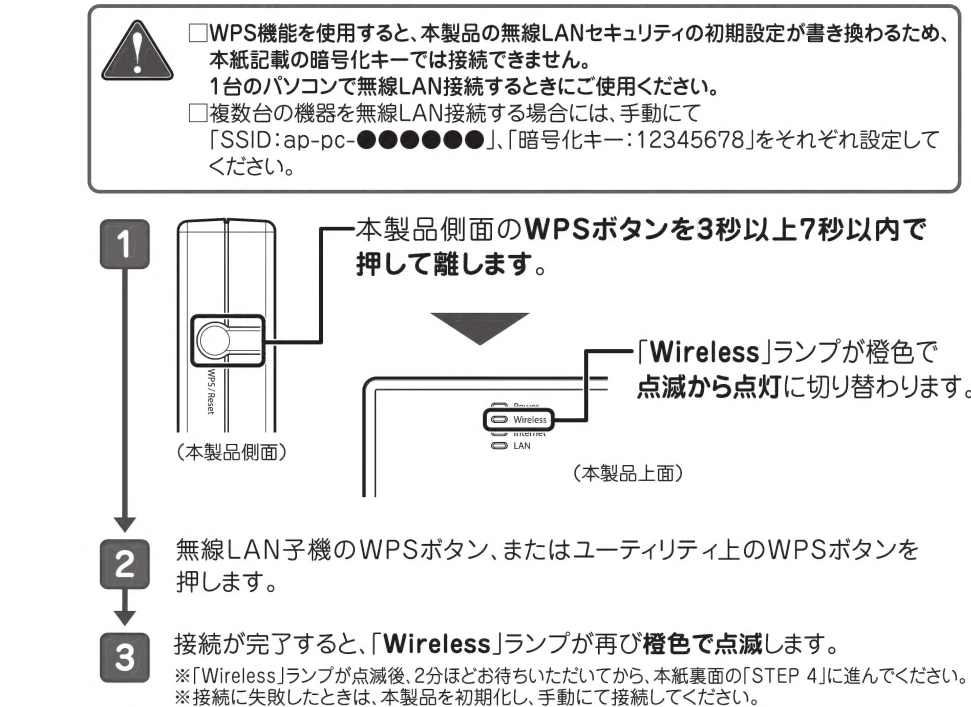 □WPS機能を使用すると、本製品の無線LANセキュリティの初期設定が書き換わるため、
本紙記載の暗号化キーでは接続できません。
1台のパソコンで無線LAN接続するときにご使用ください。
□複数台の機器を無線LAN接続する場合には、手動にて
「SSID:ap-pc-●●●●●●」、「暗号化キー:12345678」をそれぞれ設定して
ください。
1
本製品側面のWPSボタンを3秒以上7秒以内で
押して離します。
WPS/Reset
(本製品側面)
「Wireless」ランプが橙色で
点滅から点灯に切り替わります。
Power
Wireless
Internet
LAN
(本製品上面)
2
無線LAN子機のWPSボタン、またはユーティリティ上のWPSボタンを
押します。
3
接続が完了すると、「Wireless」ランプが再び橙色で点滅します。
※「Wireless」ランプが点滅後、2分ほどお待ちいただいてから、本紙裏面の「STEP 4」に進んでください。
※接続に失敗したときは、本製品を初期化し、手動にて接続してください。